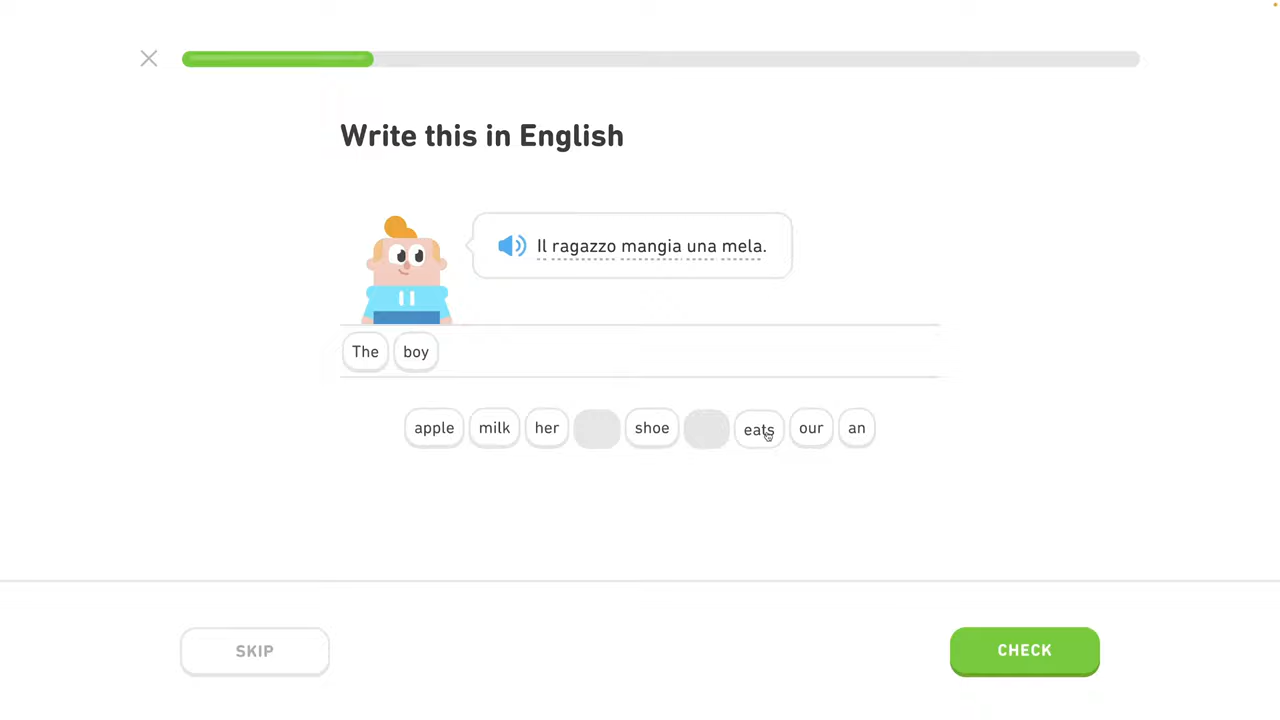 Write this in English
Il ragazzo mangia una mela.
The boy
apple milk her shoe eats our an
SKIP CHECK